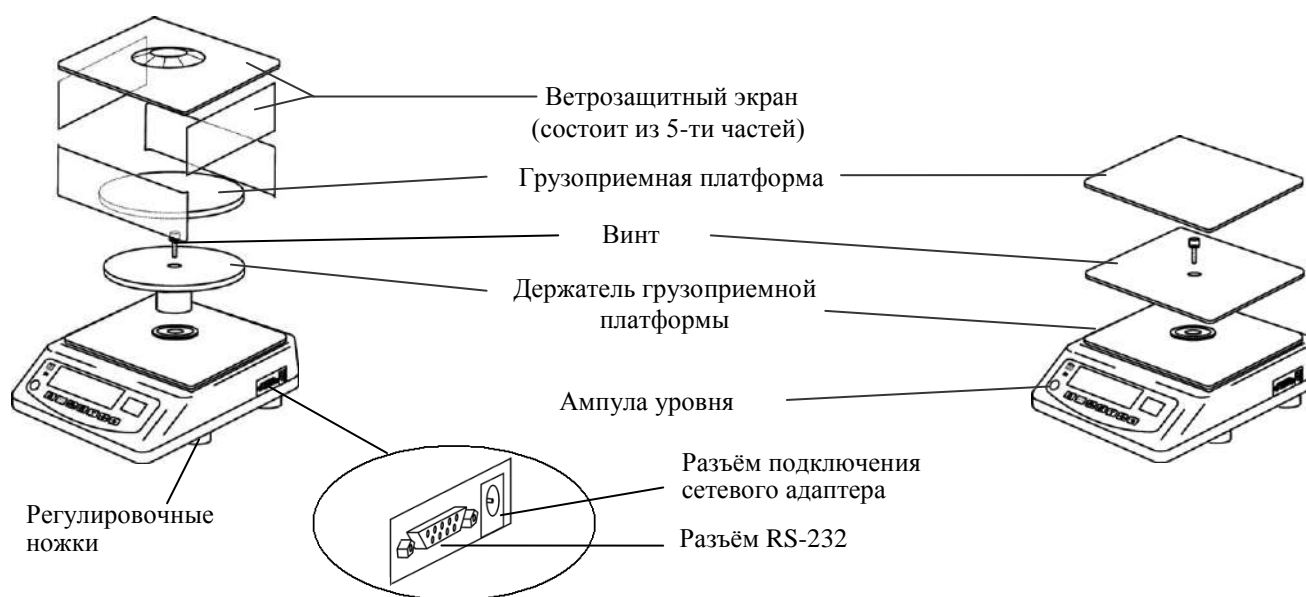 Ветрозащитный экран
(состоит из 5-ти частей)
Грузоприемная платформа
Винт
Держатель грузоприемной
платформы
Ампула уровня
Разъём подключения
сетевого адаптера
Регулировочные
ножки
Разъём RS-232